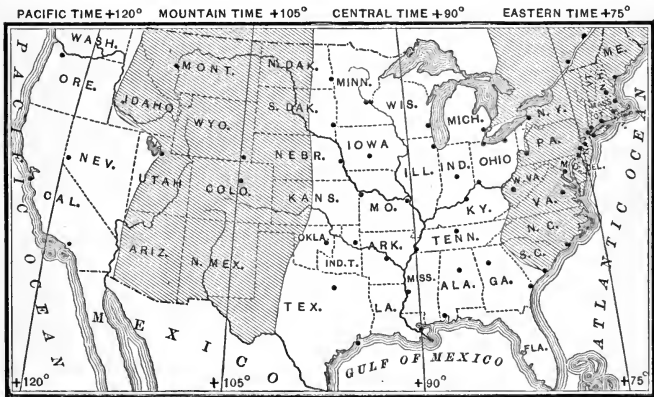 PACIFIC TIME +120° MOUNTAIN TIME +105° CENTRAL TIME +90° EASTERN TIME +75°
WASH.
MONT.
N. DAK.
MINN.
ME.
VT.
N.H.
ORE.
IDAHO
S. DAK.
WIS.
MICH.
N. Y.
MASS.
WYO.
IOWA
PA.
NEV.
NEBR.
ILL.
IND.
OHIO
DEL.
UTAH
COLO.
W. VA.
CAL.
KANS.
MO.
KY.
VA.
OKLA.
TENN.
N. C.
ARIZ.
N. MEX.
IND. T.
ARK.
S. C.
MISS.
ALA.
GA.
TEX.
LA.
FLA.
PACIFIC OCEAN
MEXICO
GULF OF MEXICO
ATLANTIC OCEAN
+120°
+105°
+90°
+75°